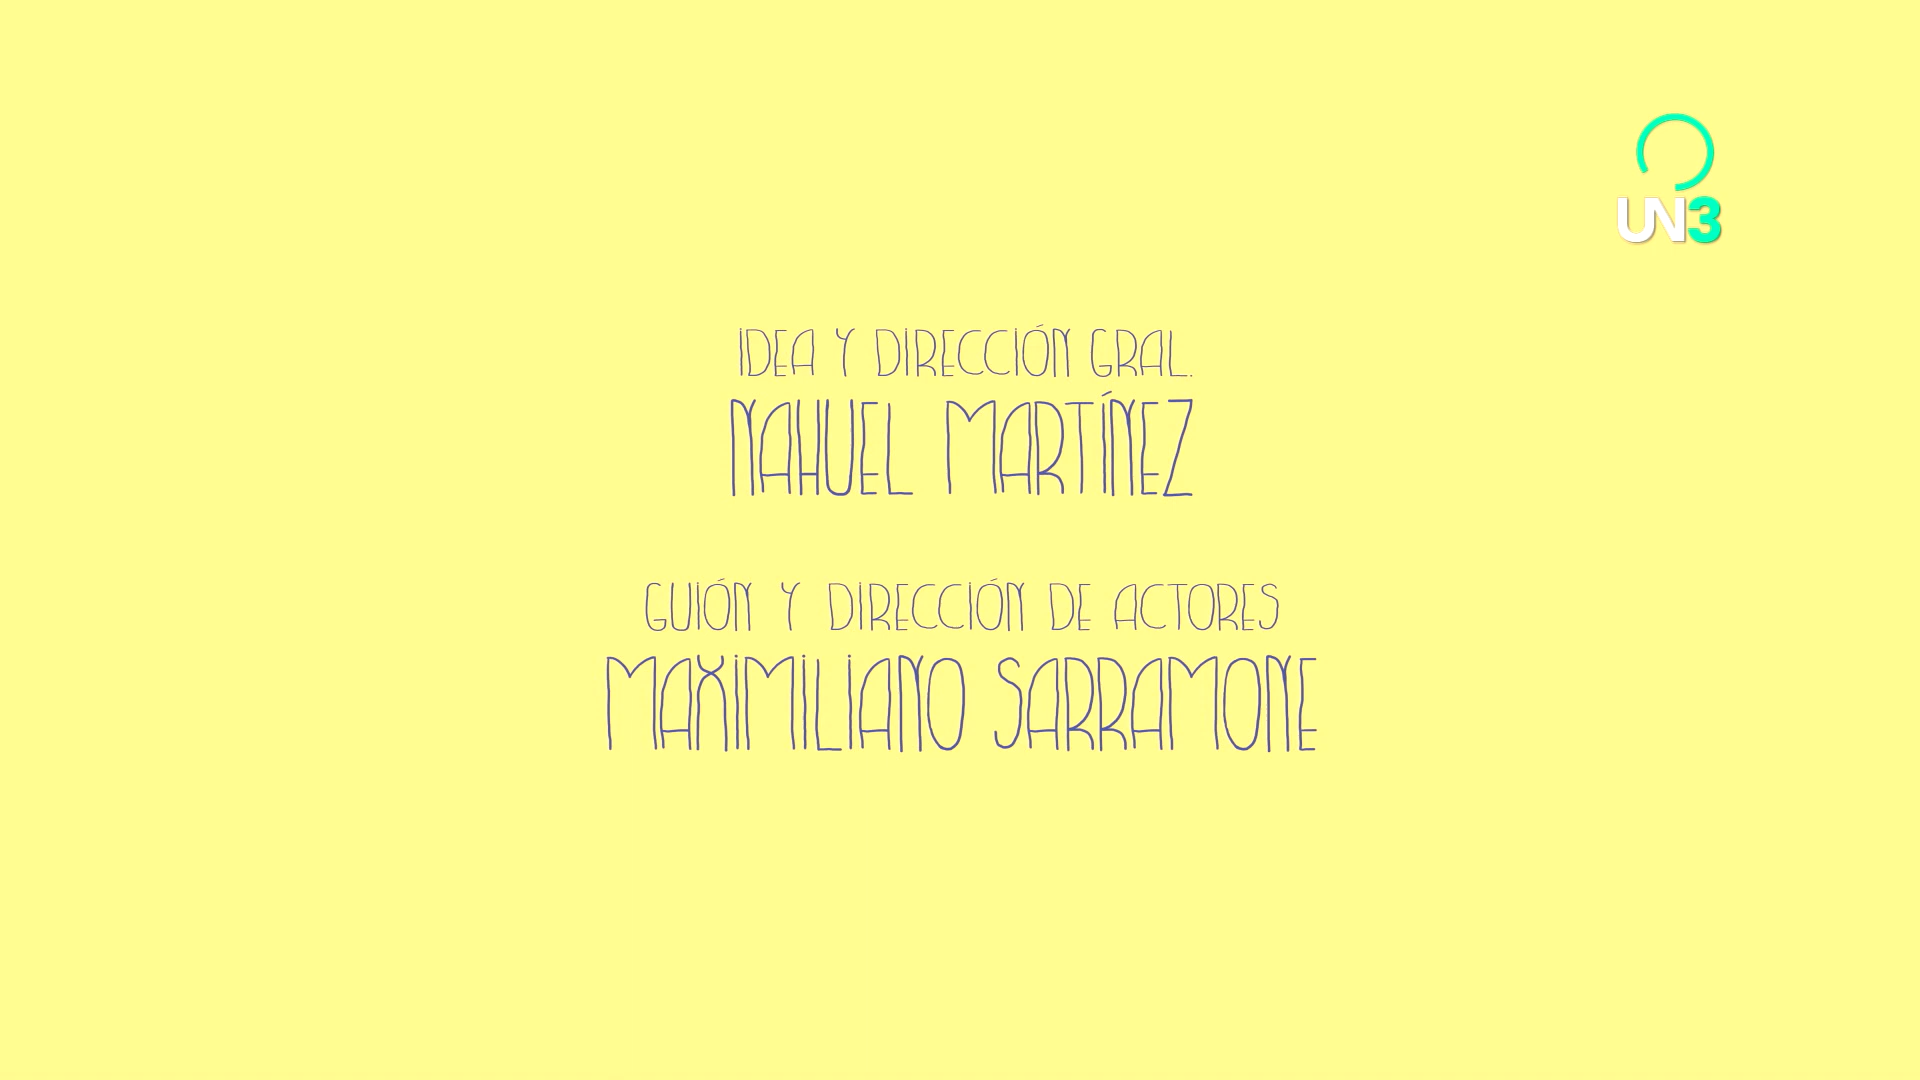 UN3
IDEA Y DIRECCIÓN GRAL.
NAHUEL MARTÍNEZ
GUIÓN Y DIRECCIÓN DE ACTORES
MAXIMILIANO SARRAMONE